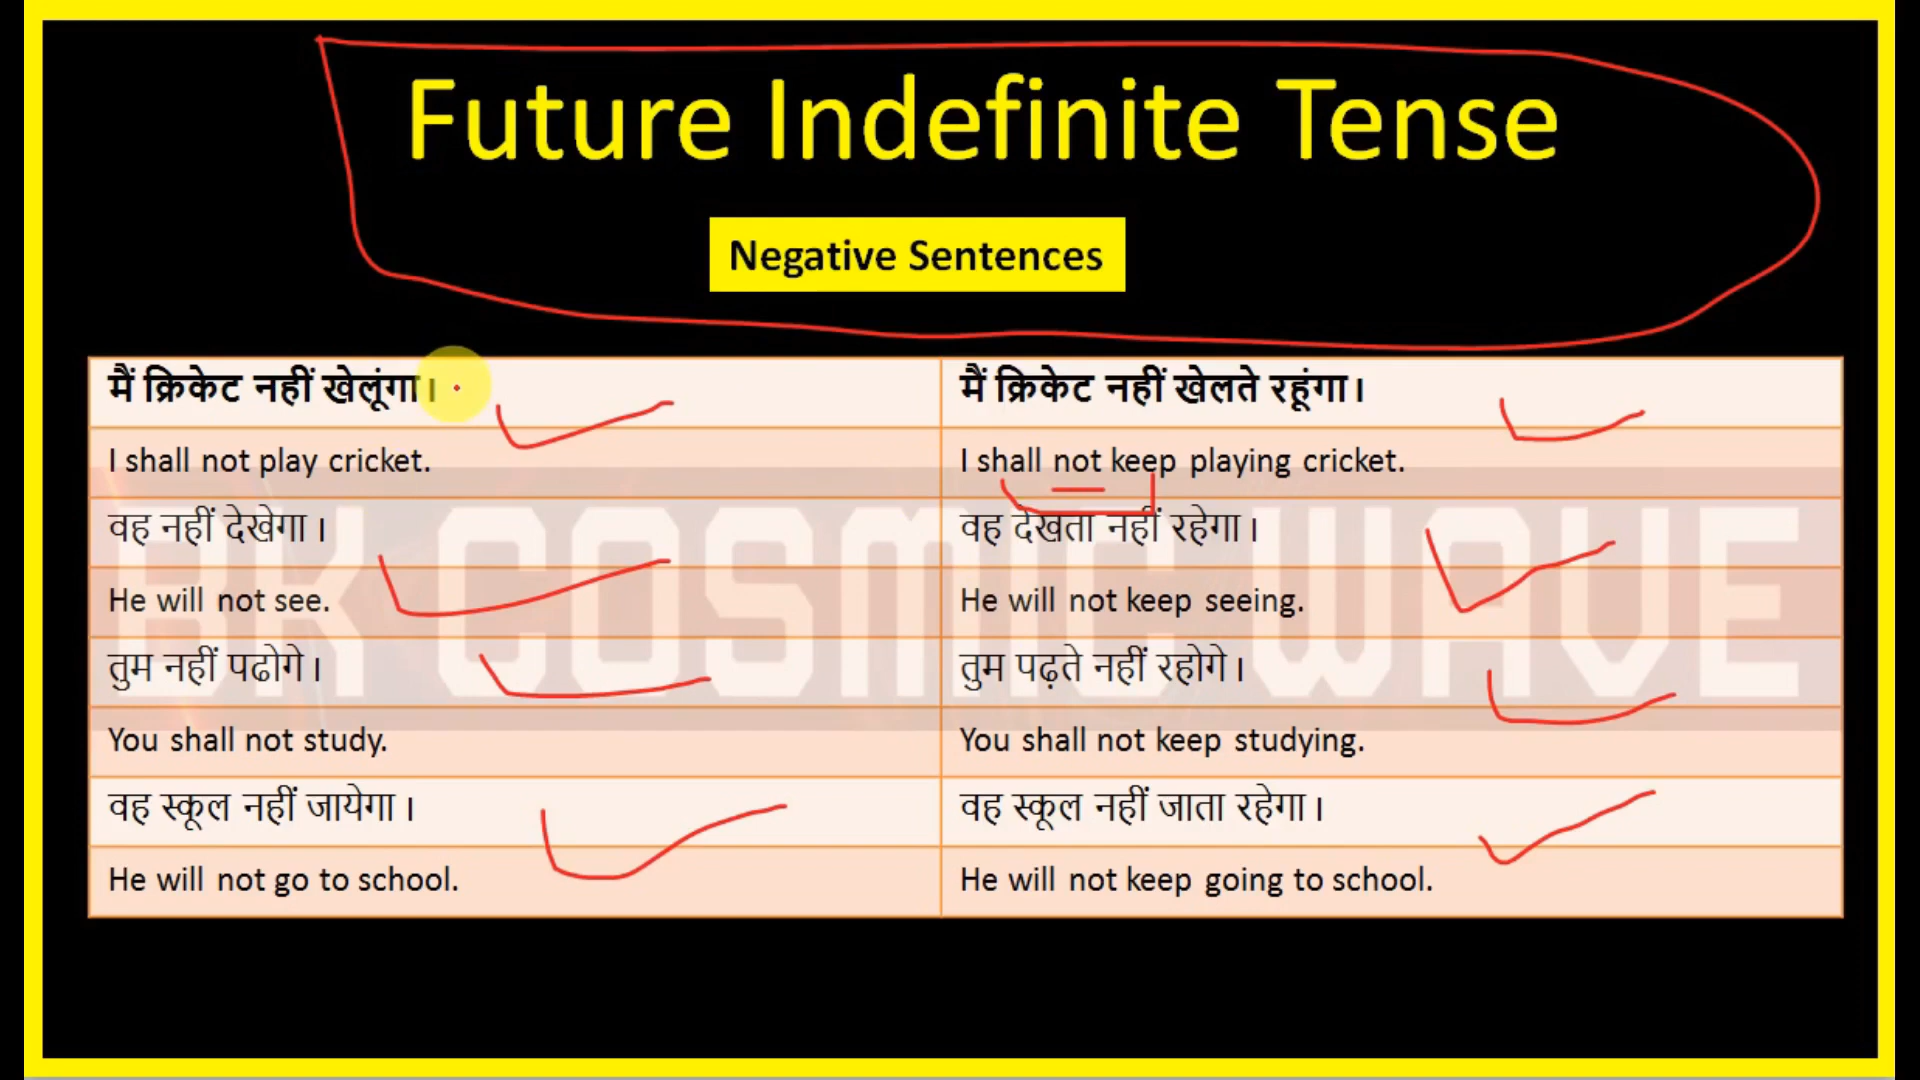 Future Indefinite Tense
Negative Sentences
मैं क्रिकेट नहीं खेलूंगा।
मैं क्रिकेट नहीं खेलते रहूंगा।
I shall not play cricket.
I shall not keep playing cricket.
वह नहीं देखेगा।
वह देखता नहीं रहेगा।
He will not see.
He will not keep seeing.
तुम नहीं पढोगे।
तुम पढ़ते नहीं रहोगे।
You shall not study.
You shall not keep studying.
वह स्कूल नहीं जायेगा।
वह स्कूल नहीं जाता रहेगा।
He will not go to school.
He will not keep going to school.
BK COSMIC WAVE